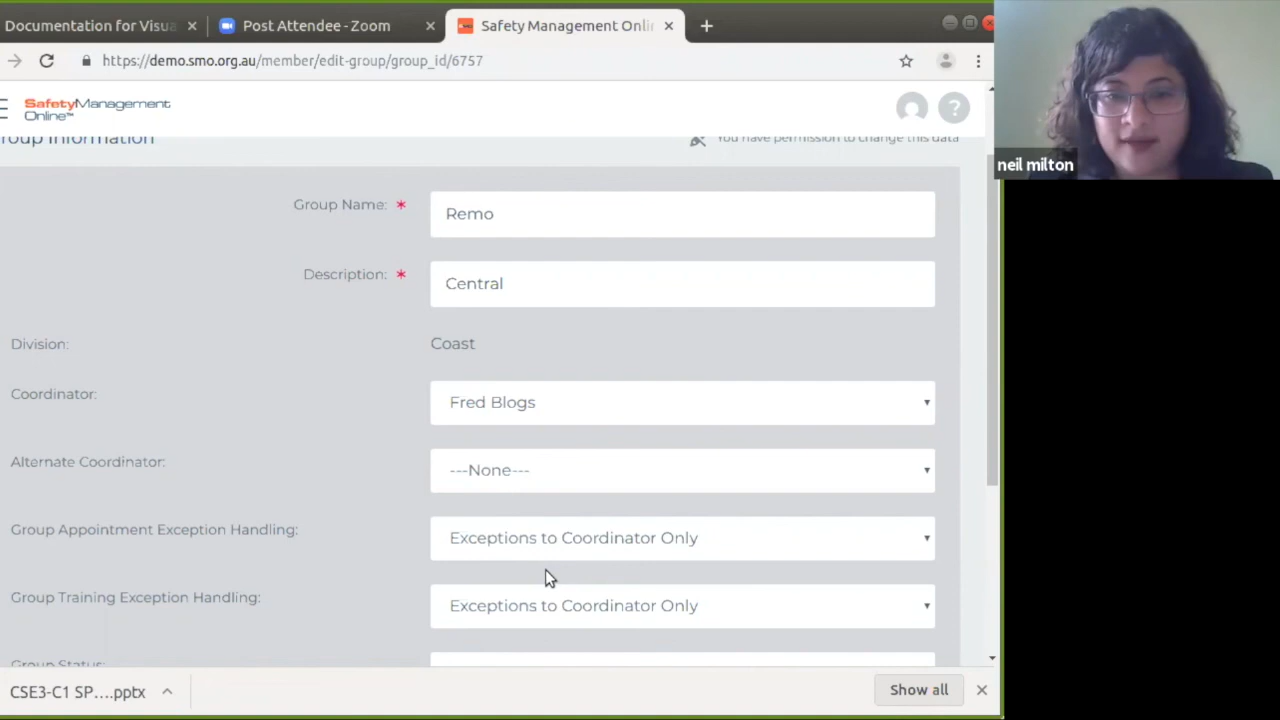 Documentation for Visua
Post Attendee - Zoom
Safety Management Onli
https://demo.smo.org.au/member/edit-group/group_id/6757
SafetyManagement
Online™
roup Information
You have permission to change this data
neil milton
Group Name: *
Remo
Description: *
Central
Division:
Coast
Coordinator:
Fred Blogs
Alternate Coordinator:
---None---
Group Appointment Exception Handling:
Exceptions to Coordinator Only
Group Training Exception Handling:
Exceptions to Coordinator Only
Group Status:
CSE3-C1 SP....pptx
Show all